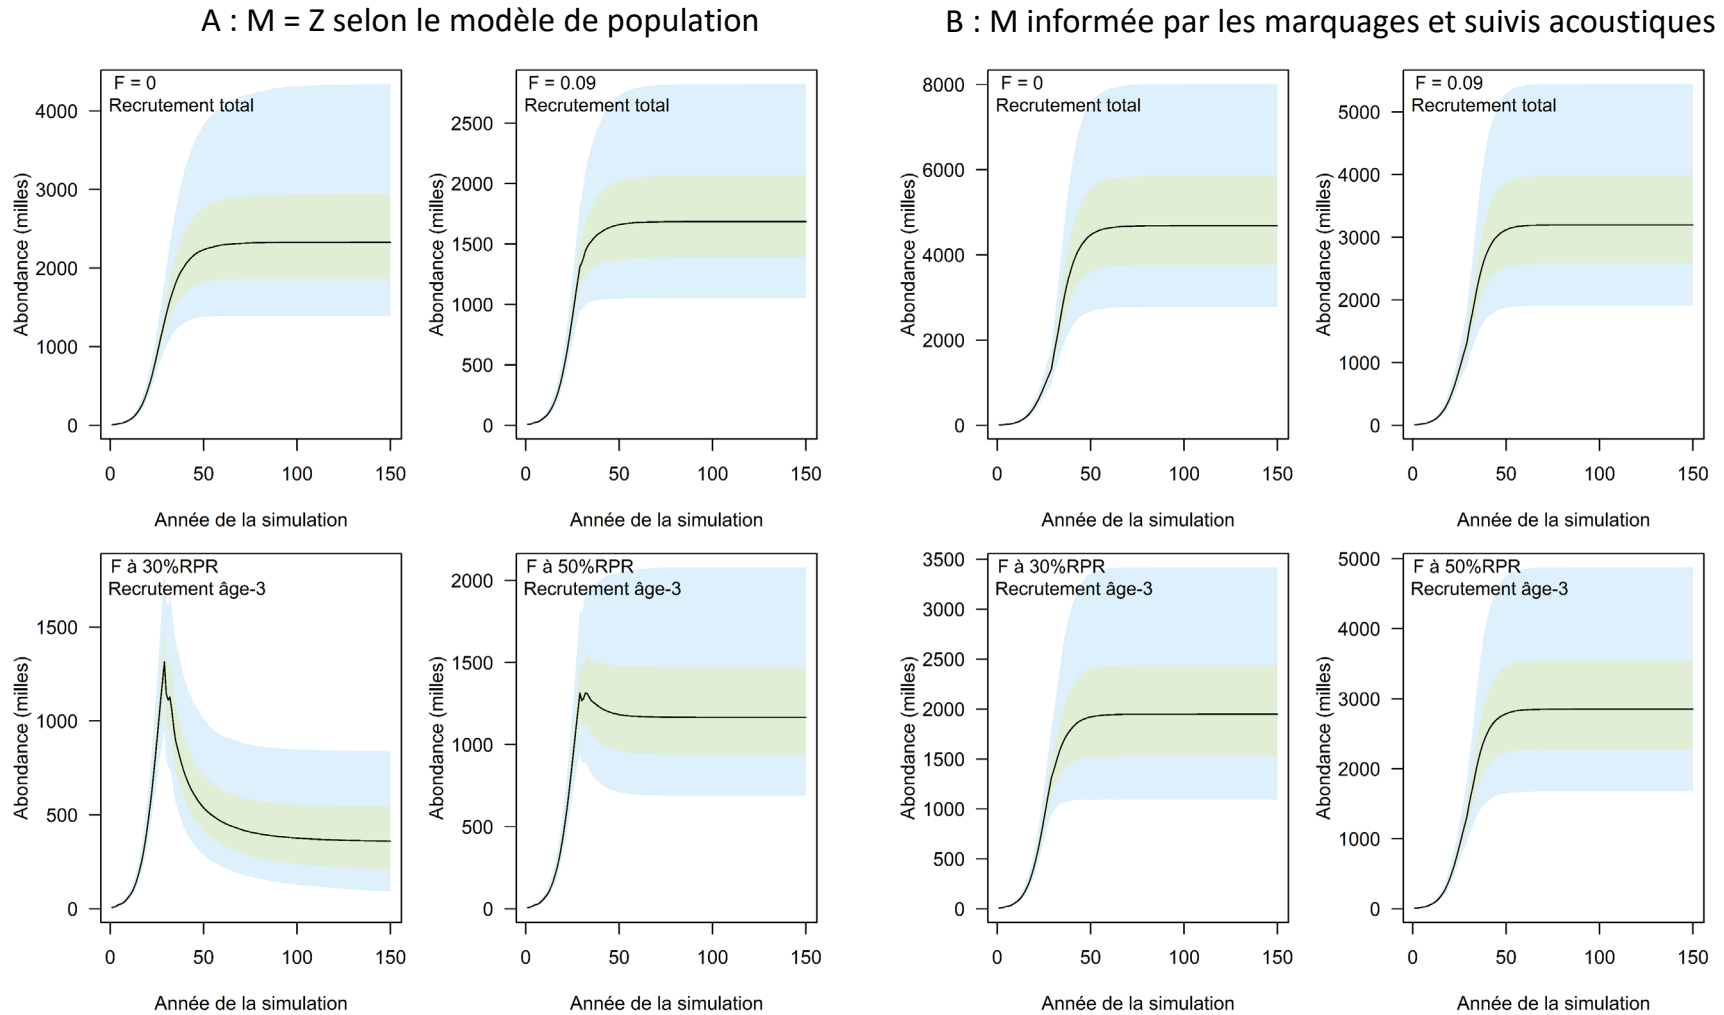 A : M = Z selon le modèle de population
F = 0
Recrutement total
Abondance (milles)
4000
3000
2000
1000
0
0 50 100 150
Année de la simulation
F = 0.09
Recrutement total
Abondance (milles)
2500
2000
1500
1000
500
0
0 50 100 150
Année de la simulation
F à 30%RPR
Recrutement âge-3
Abondance (milles)
1500
1000
500
0
0 50 100 150
Année de la simulation
F à 50%RPR
Recrutement âge-3
Abondance (milles)
2000
1500
1000
500
0
0 50 100 150
Année de la simulation
B : M informée par les marquages et suivis acoustiques
F = 0
Recrutement total
Abondance (milles)
8000
6000
4000
2000
0
0 50 100 150
Année de la simulation
F = 0.09
Recrutement total
Abondance (milles)
5000
4000
3000
2000
1000
0
0 50 100 150
Année de la simulation
F à 30%RPR
Recrutement âge-3
Abondance (milles)
3500
3000
2500
2000
1500
1000
500
0
0 50 100 150
Année de la simulation
F à 50%RPR
Recrutement âge-3
Abondance (milles)
5000
4000
3000
2000
1000
0
0 50 100 150
Année de la simulation